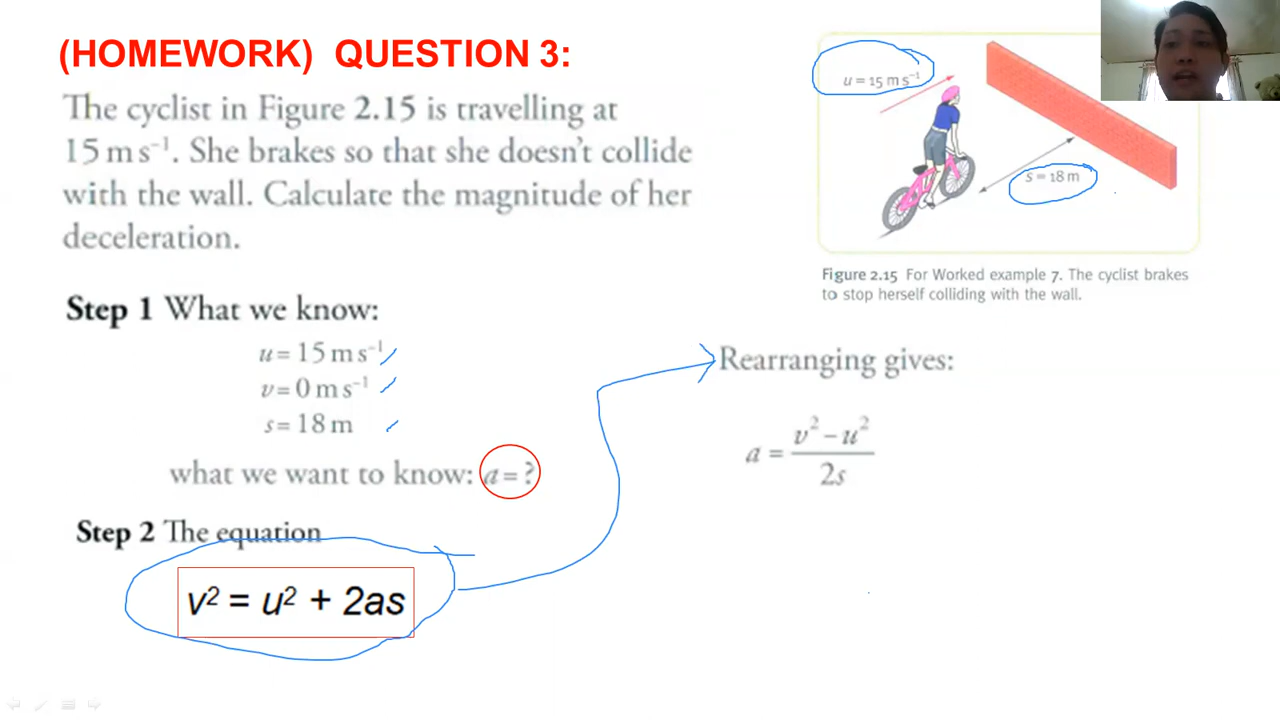 (HOMEWORK) QUESTION 3:
The cyclist in Figure 2.15 is travelling at
15 m s⁻¹. She brakes so that she doesn't collide
with the wall. Calculate the magnitude of her
deceleration.
u = 15 m s⁻¹
s = 18 m
Figure 2.15 For Worked example 7. The cyclist brakes
to stop herself colliding with the wall.
Step 1 What we know:
u = 15 m s⁻¹
v = 0 m s⁻¹
s = 18 m
what we want to know: a = ?
Step 2 The equation
v² = u² + 2as
Rearranging gives:
a = (v² – u²) / 2s